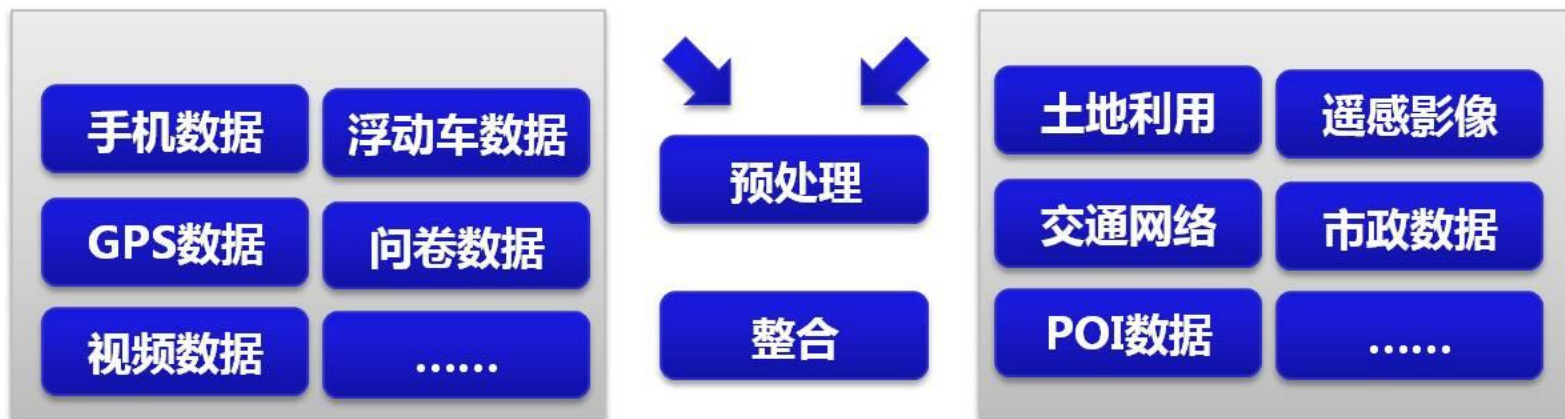 手机数据
浮动车数据
GPS数据
问卷数据
视频数据
……
预处理
整合
土地利用
遥感影像
交通网络
市政数据
POI数据
……